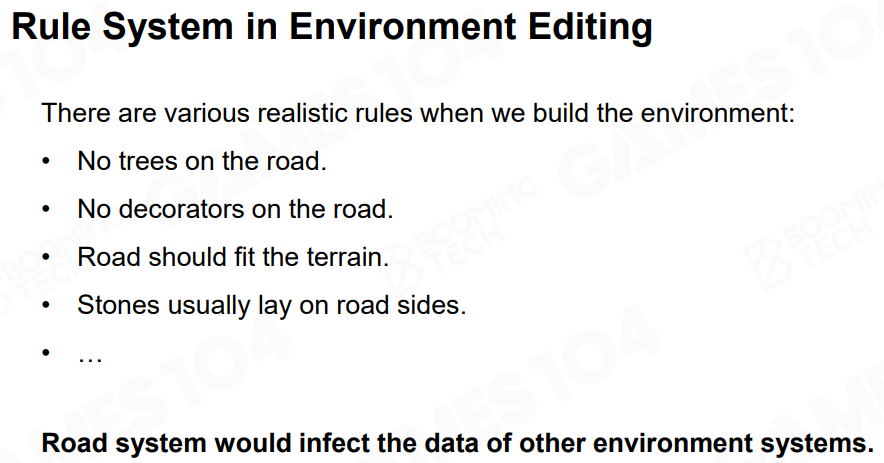 Rule System in Environment Editing
There are various realistic rules when we build the environment:
• No trees on the road.
• No decorators on the road.
• Road should fit the terrain.
• Stones usually lay on road sides.
• …
Road system would infect the data of other environment systems.
GAMES104
BOOMING
TECH